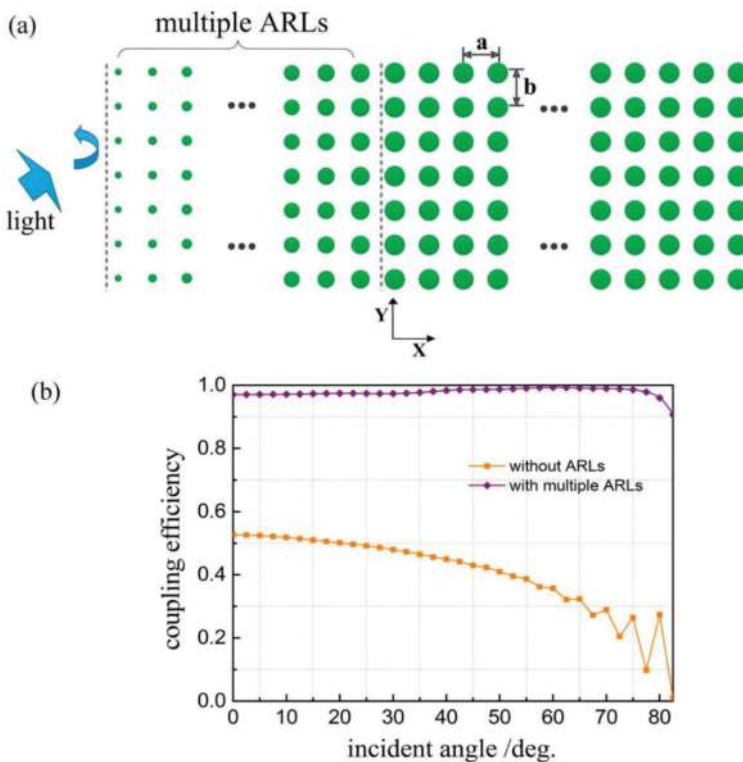 (a)
multiple ARLs
a
b
light
Y
X
(b)
coupling efficiency
1.0
0.8
0.6
0.4
0.2
0.0
without ARLs
with multiple ARLs
0 10 20 30 40 50 60 70 80
incident angle /deg.